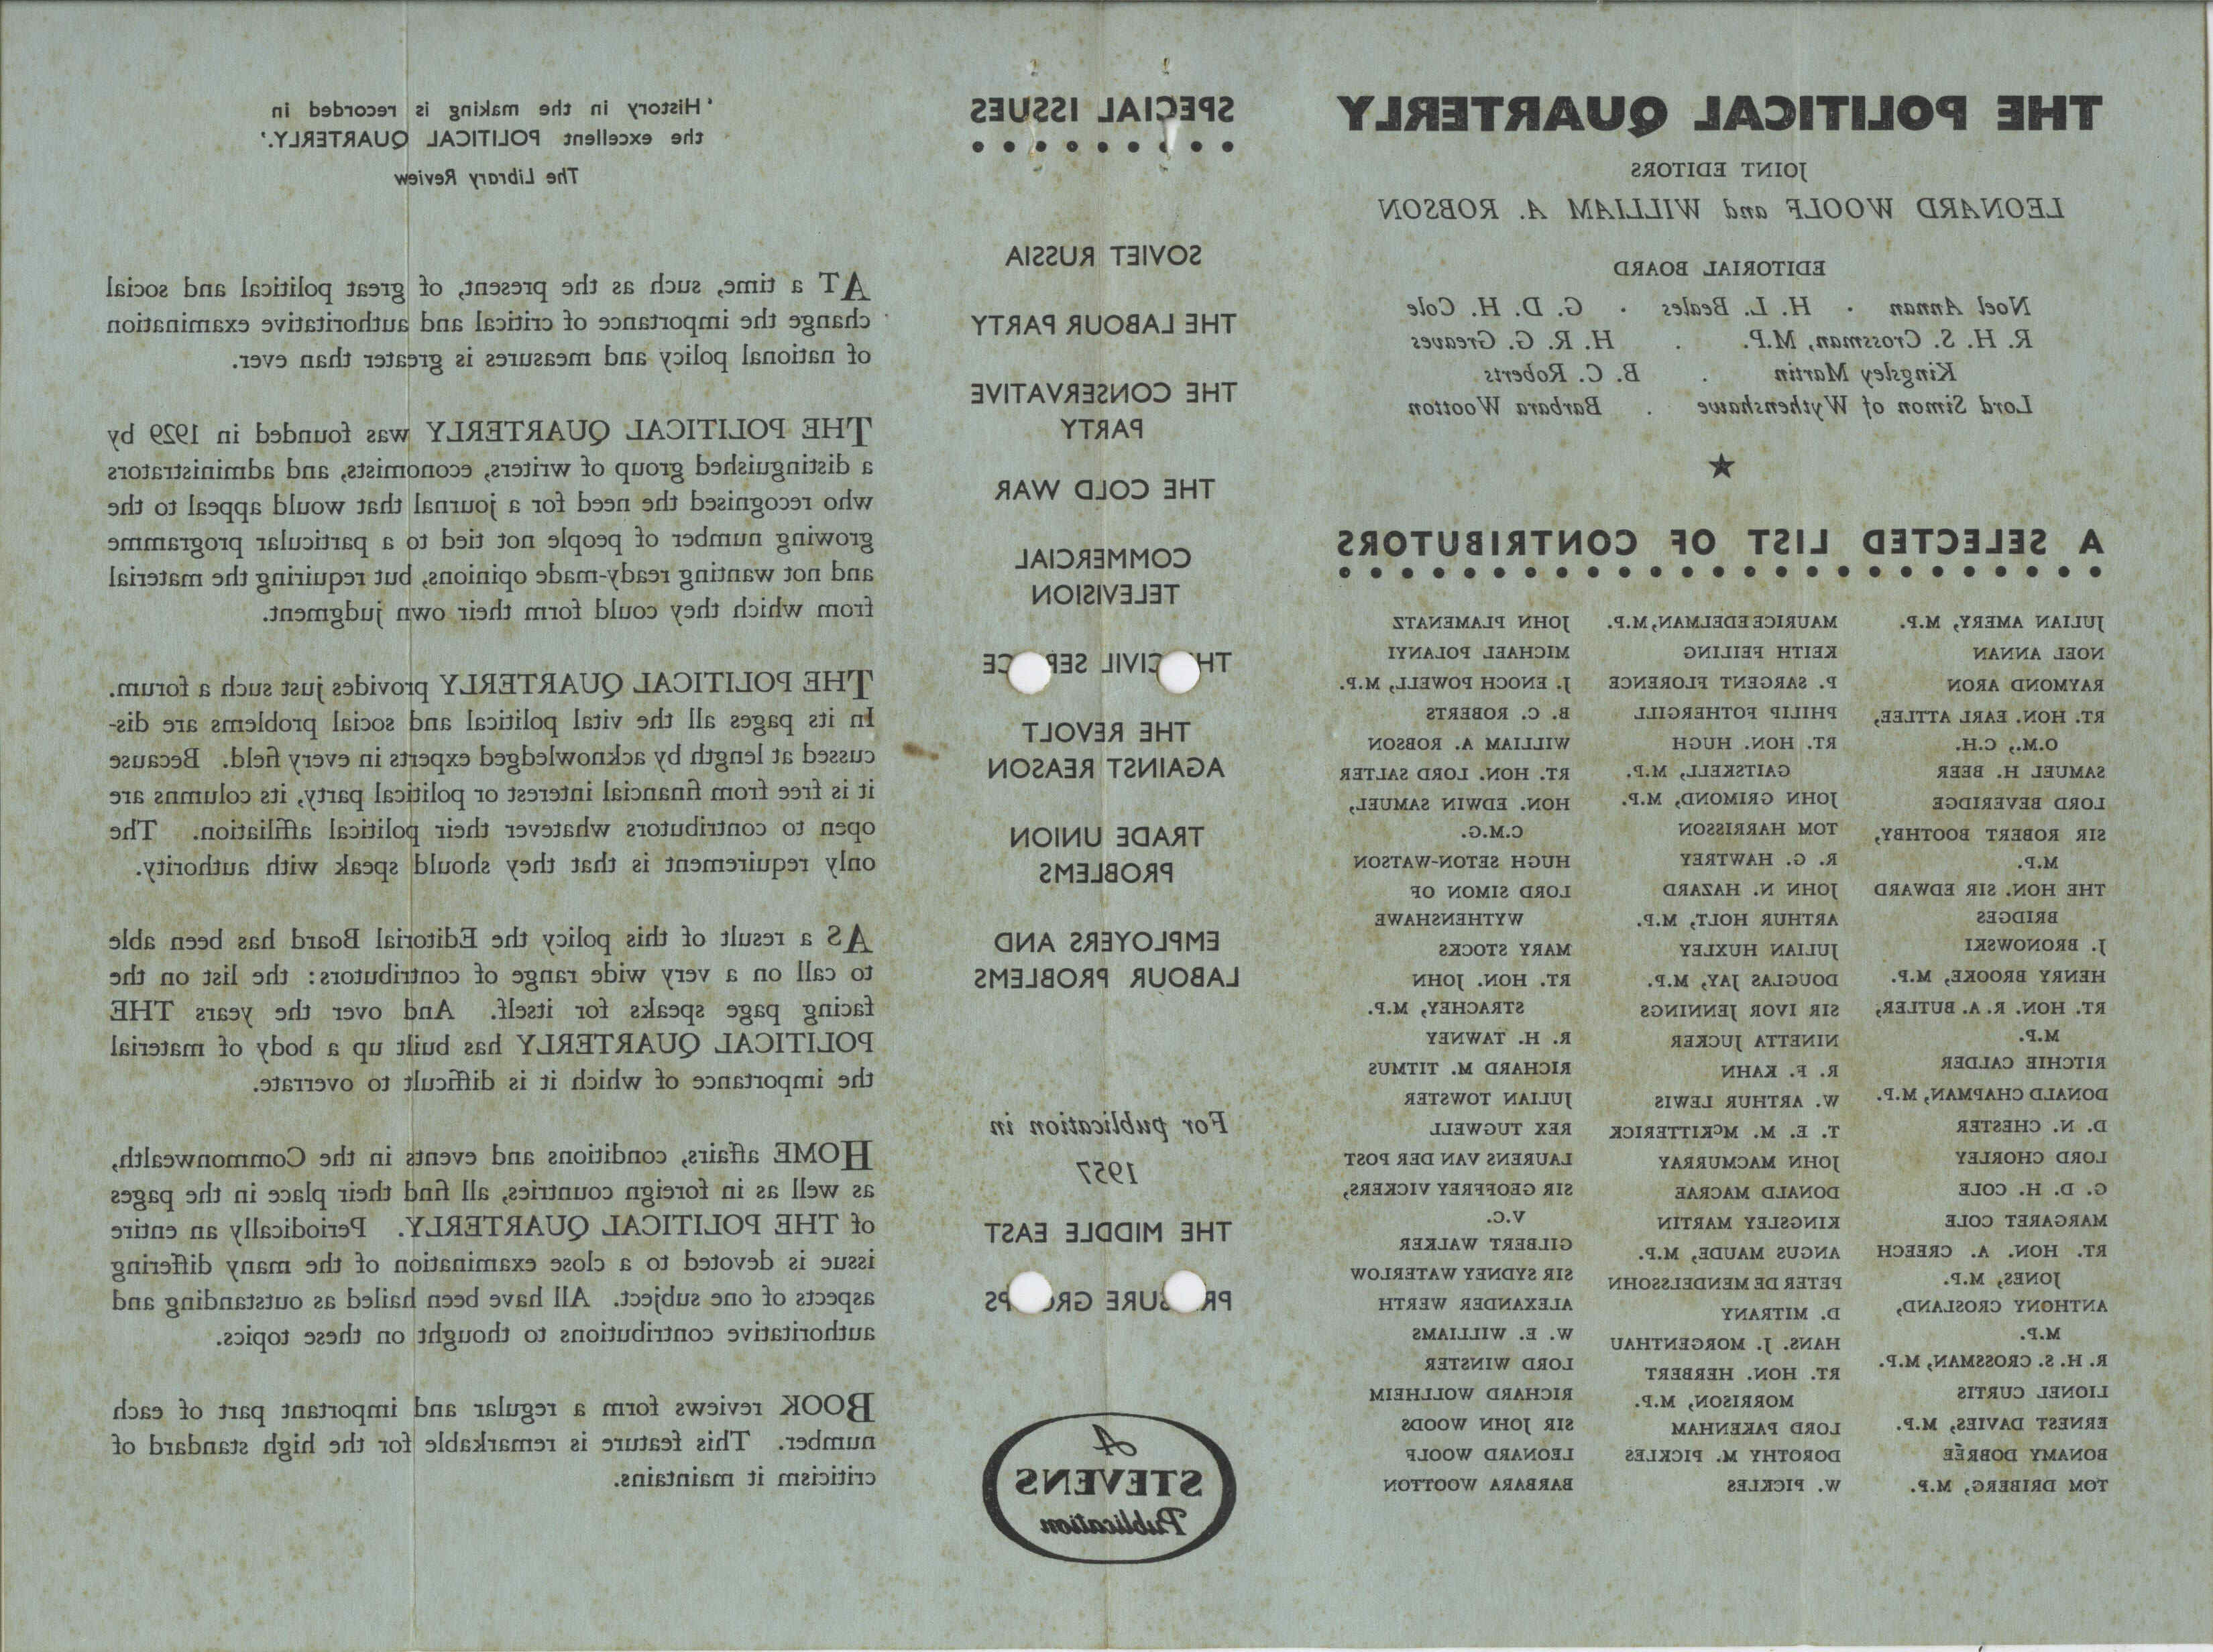 THE POLITICAL QUARTERLY
JOINT EDITORS
LEONARD WOOLF and WILLIAM A. ROBSON
EDITORIAL BOARD
Noel Annan · H. L. Beales · G. D. H. Cole
R. H. S. Crossman, M.P. · H. R. G. Greaves
Kingsley Martin · B. C. Roberts
Lord Simon of Wythenshawe · Barbara Wootton
A SELECTED LIST OF CONTRIBUTORS
JULIAN AMERY, M.P.
NOEL ANNAN
RAYMOND ARON
RT. HON. EARL ATTLEE,
O.M., C.H.
SAMUEL H. BEER
LORD BEVERIDGE
SIR ROBERT BOOTHBY,
M.P.
THE HON. SIR EDWARD
BRIDGES
J. BRONOWSKI
HENRY BROOKE, M.P.
RT. HON. R. A. BUTLER,
M.P.
RITCHIE CALDER
DONALD CHAPMAN, M.P.
D. N. CHESTER
LORD CHORLEY
G. D. H. COLE
MARGARET COLE
RT. HON. A. CREECH
JONES, M.P.
ANTHONY CROSLAND,
M.P.
R. H. S. CROSSMAN, M.P.
LIONEL CURTIS
ERNEST DAVIES, M.P.
BONAMY DOBRÉE
TOM DRIBERG, M.P.
MAURICE EDELMAN, M.P.
KEITH FEILING
P. SARGENT FLORENCE
PHILIP FOTHERGILL
RT. HON. HUGH
GAITSKELL, M.P.
JOHN GRIMOND, M.P.
TOM HARRISSON
R. G. HAWTREY
JOHN N. HAZARD
ARTHUR HOLT, M.P.
JULIAN HUXLEY
DOUGLAS JAY, M.P.
SIR IVOR JENNINGS
NINETTA JUCKER
R. F. KAHN
W. ARTHUR LEWIS
T. E. M. McKITTERICK
JOHN MACMURRAY
DONALD MACRAE
KINGSLEY MARTIN
ANGUS MAUDE, M.P.
PETER DE MENDELSSOHN
D. MITRANY
HANS. J. MORGENTHAU
RT. HON. HERBERT
MORRISON, M.P.
LORD PAKENHAM
DOROTHY M. PICKLES
W. PICKLES
JOHN PLAMENATZ
MICHAEL POLANYI
J. ENOCH POWELL, M.P.
B. C. ROBERTS
WILLIAM A. ROBSON
RT. HON. LORD SALTER
HON. EDWIN SAMUEL,
C.M.G.
HUGH SETON-WATSON
LORD SIMON OF
WYTHENSHAWE
MARY STOCKS
RT. HON. JOHN
STRACHEY, M.P.
R. H. TAWNEY
RICHARD M. TITMUS
JULIAN TOWSTER
REX TUGWELL
LAURENS VAN DER POST
SIR GEOFFREY VICKERS,
V.C.
GILBERT WALKER
SIR SYDNEY WATERLOW
ALEXANDER WERTH
W. E. WILLIAMS
LORD WINSTER
RICHARD WOLLHEIM
SIR JOHN WOODS
LEONARD WOOLF
BARBARA WOOTTON
SPECIAL ISSUES
SOVIET RUSSIA
THE LABOUR PARTY
THE CONSERVATIVE
PARTY
THE COLD WAR
COMMERCIAL
TELEVISION
THE CIVIL SERVICE
THE REVOLT
AGAINST REASON
TRADE UNION
PROBLEMS
EMPLOYERS AND
LABOUR PROBLEMS
For publication in
1957
THE MIDDLE EAST
PRESSURE GROUPS
A
STEVENS
Publication
'History in the making is recorded in
the excellent POLITICAL QUARTERLY.'
The Library Review
AT a time, such as the present, of great political and social
change the importance of critical and authoritative examination
of national policy and measures is greater than ever.
THE POLITICAL QUARTERLY was founded in 1929 by
a distinguished group of writers, economists, and administrators
who recognised the need for a journal that would appeal to the
growing number of people not tied to a particular programme
and not wanting ready-made opinions, but requiring the material
from which they could form their own judgment.
THE POLITICAL QUARTERLY provides just such a forum.
In its pages all the vital political and social problems are dis-
cussed at length by acknowledged experts in every field. Because
it is free from financial interest or political party, its columns are
open to contributors whatever their political affiliation. The
only requirement is that they should speak with authority.
AS a result of this policy the Editorial Board has been able
to call on a very wide range of contributors: the list on the
facing page speaks for itself. And over the years THE
POLITICAL QUARTERLY has built up a body of material
the importance of which it is difficult to overrate.
HOME affairs, conditions and events in the Commonwealth,
as well as in foreign countries, all find their place in the pages
of THE POLITICAL QUARTERLY. Periodically an entire
issue is devoted to a close examination of the many differing
aspects of one subject. All have been hailed as outstanding and
authoritative contributions to thought on these topics.
BOOK reviews form a regular and important part of each
number. This feature is remarkable for the high standard of
criticism it maintains.